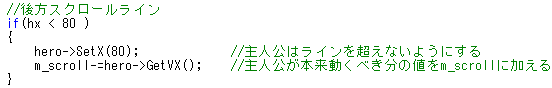 //後方スクロールライン
if(hx < 80 )
{
    hero->SetX(80);            //主人公はラインを超えないようにする
    m_scroll-=hero->GetVX();    //主人公が本来動くべき分の値をm_scrollに加える
}